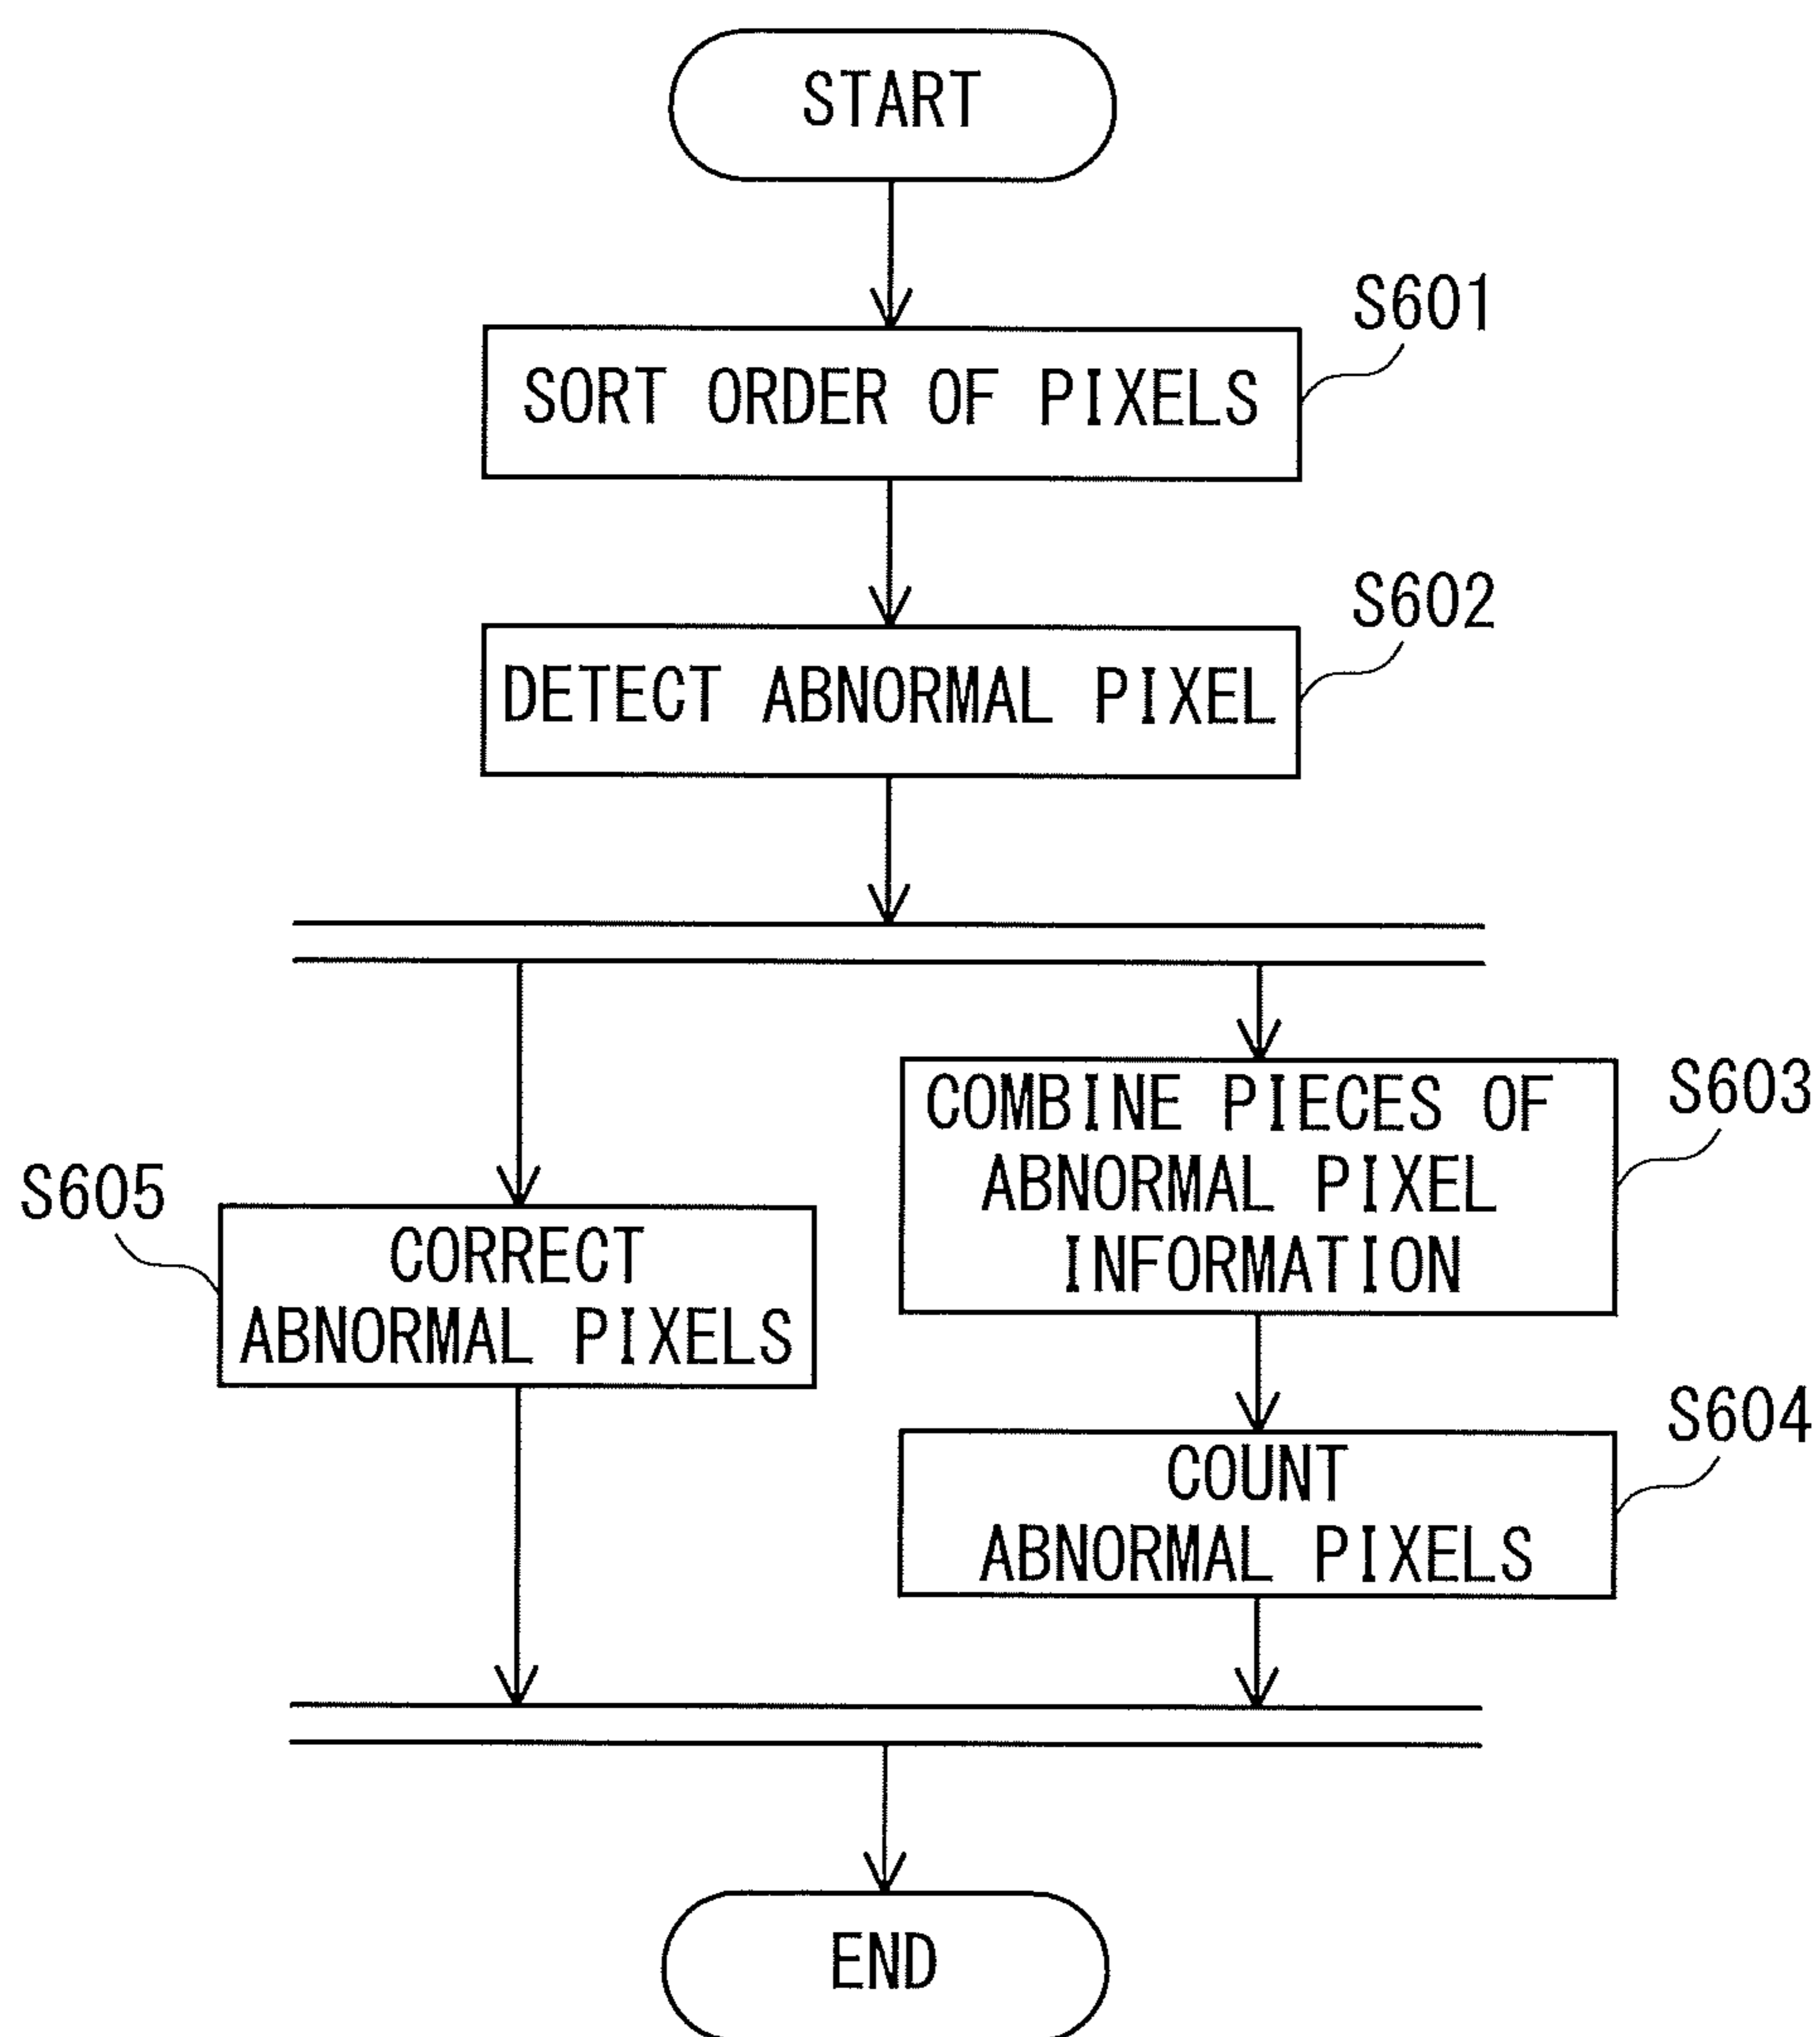 START
S601
SORT ORDER OF PIXELS
S602
DETECT ABNORMAL PIXEL
S603
COMBINE PIECES OF
ABNORMAL PIXEL
INFORMATION
S605
CORRECT
ABNORMAL PIXELS
S604
COUNT
ABNORMAL PIXELS
END